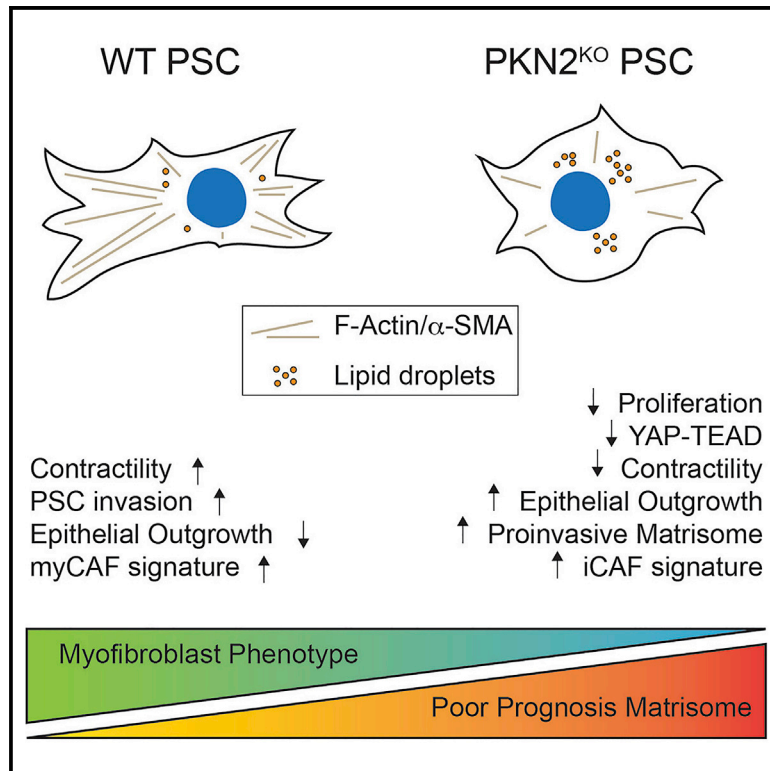 WT PSC
PKN2ᴷᴼ PSC
F-Actin/α-SMA
Lipid droplets
Contractility ↑
PSC invasion ↑
Epithelial Outgrowth ↓
myCAF signature ↑
↓ Proliferation
↓ YAP-TEAD
↓ Contractility
↑ Epithelial Outgrowth
↑ Proinvasive Matrisome
↑ iCAF signature
Myofibroblast Phenotype
Poor Prognosis Matrisome